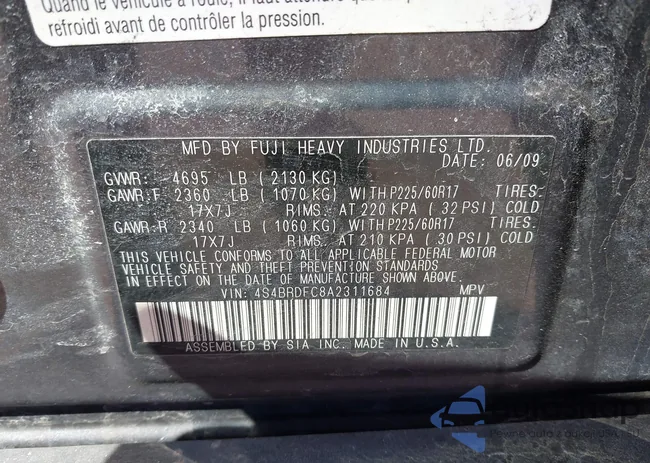 Quand le véhicule a roulé, il faut attendre que
refroidi avant de contrôler la pression.
MFD BY FUJI HEAVY INDUSTRIES LTD.
DATE: 06/09
GVWR: -4695 LB ( 2130 KG)
GAWR:F 2360 LB ( 1070 KG) WITH P225/60R17 TIRES:
17X7J RIMS. AT 220 KPA ( 32 PSI) COLD
GAWR:R 2340 LB ( 1060 KG) WITH P225/60R17 TIRES:
17X7J RIMS. AT 210 KPA ( 30 PSI) COLD
THIS VEHICLE CONFORMS TO ALL APPLICABLE FEDERAL MOTOR
VEHICLE SAFETY AND THEFT PREVENTION STANDARDS
IN EFFECT ON THE DATE OF MANUFACTURE SHOWN ABOVE.
VIN: 4S4BRDFC8A2311684 MPV
ASSEMBLED BY SIA INC. MADE IN U.S.A.